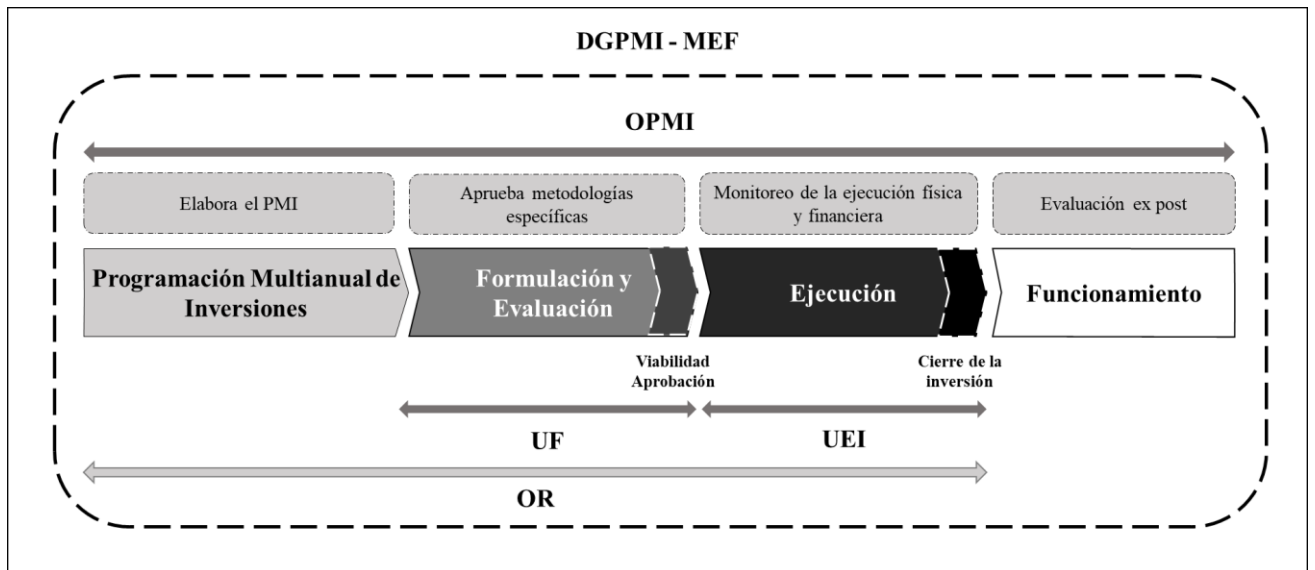 DGPMI - MEF
OPMI
Elabora el PMI
Aprueba metodologías
específicas
Monitoreo de la ejecución física
y financiera
Evaluación ex post
Programación Multianual de
Inversiones
Formulación y
Evaluación
Ejecución
Funcionamiento
Viabilidad
Aprobación
Cierre de la
inversión
UF
UEI
OR